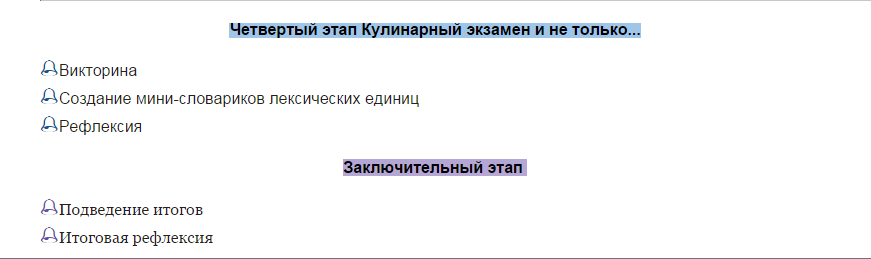 Четвертый этап Кулинарный экзамен и не только...
Викторина
Создание мини-словариков лексических единиц
Рефлексия
Заключительный этап
Подведение итогов
Итоговая рефлексия